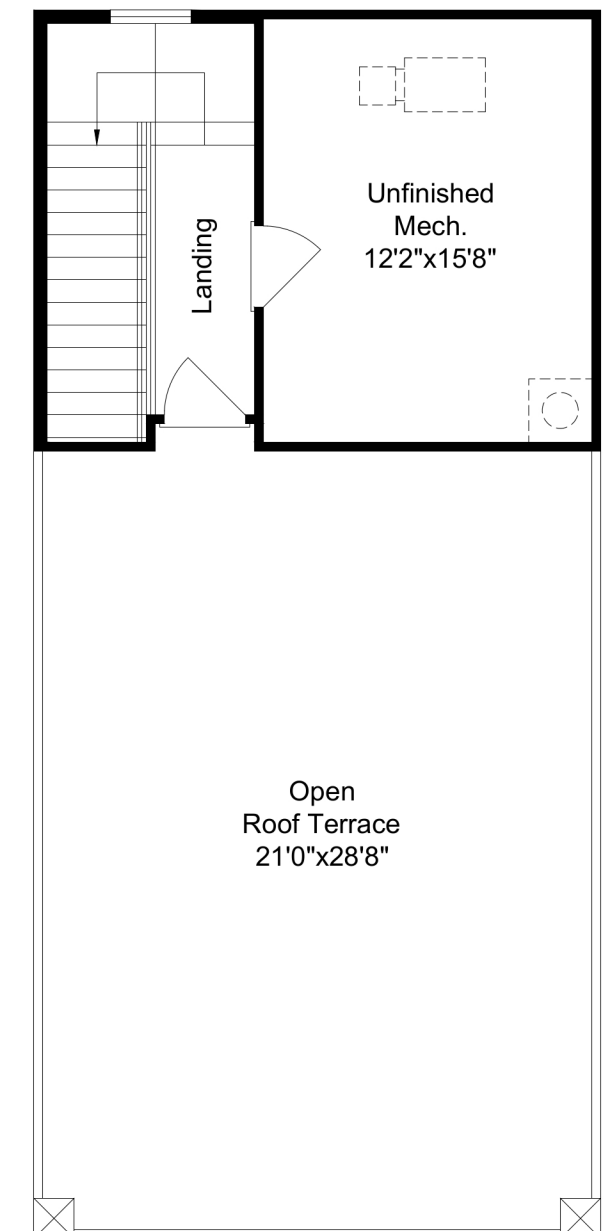 Unfinished
Mech.
12'2"x15'8"
Landing
Open
Roof Terrace
21'0"x28'8"